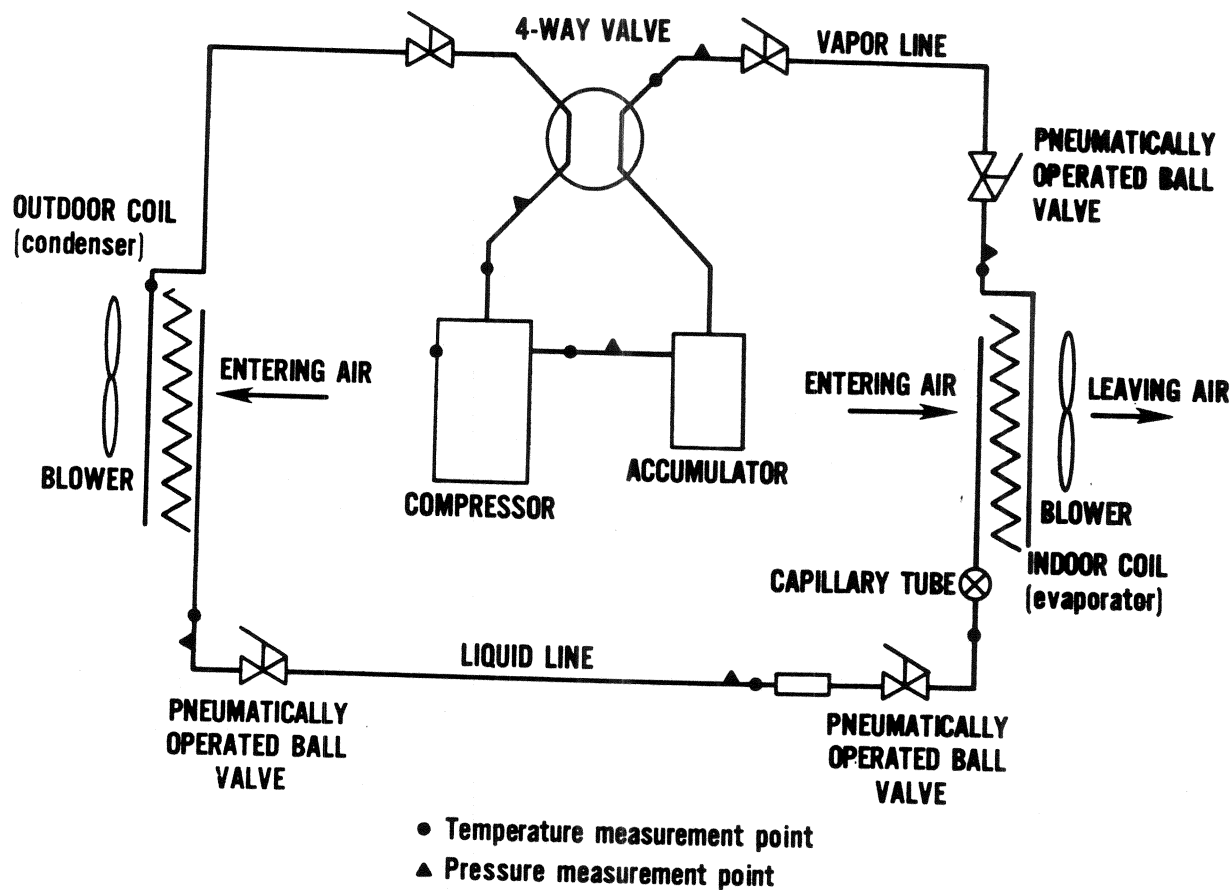 4-WAY VALVE
VAPOR LINE
PNEUMATICALLY
OPERATED BALL
VALVE
OUTDOOR COIL
(condenser)
ENTERING AIR
ENTERING AIR
LEAVING AIR
BLOWER
COMPRESSOR
ACCUMULATOR
BLOWER
CAPILLARY TUBE
INDOOR COIL
(evaporator)
LIQUID LINE
PNEUMATICALLY
OPERATED BALL
VALVE
PNEUMATICALLY
OPERATED BALL
VALVE
● Temperature measurement point
▲ Pressure measurement point